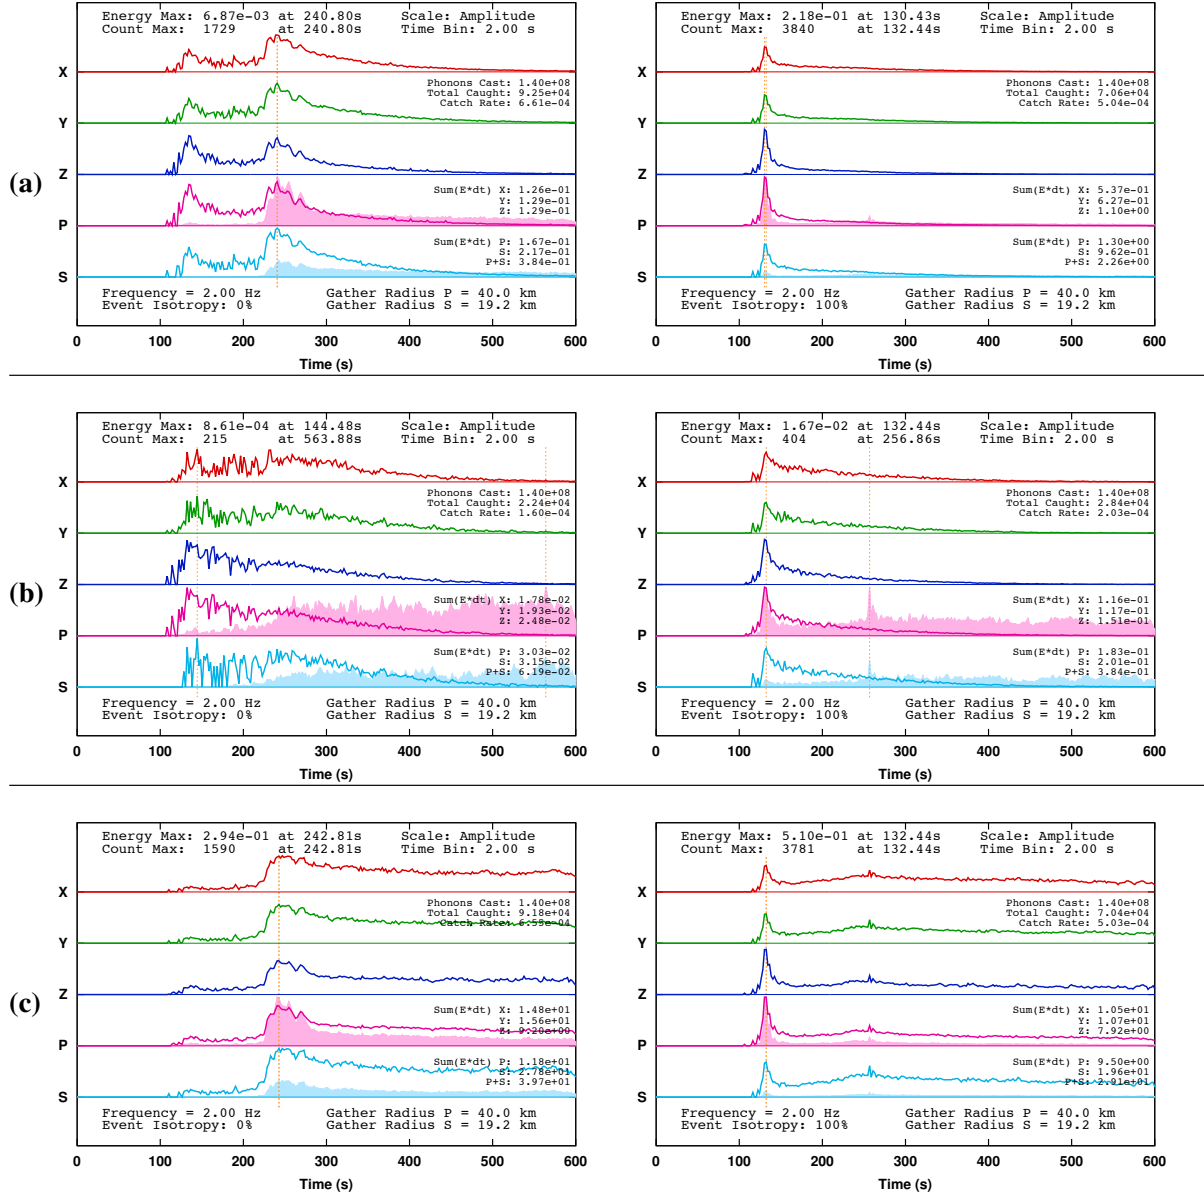 (a)
Energy Max: 6.87e-03 at 240.80s Scale: Amplitude
Count Max: 1729 at 240.80s Time Bin: 2.00 s
X
Phonons Cast: 1.40e+08
Total Caught: 9.25e+04
Catch Rate: 6.61e-04
Y
Z
Sum(E*dt) X: 1.26e-01
Y: 1.29e-01
Z: 1.29e-01
P
Sum(E*dt) P: 1.67e-01
S: 2.17e-01
P+S: 3.84e-01
S
Frequency = 2.00 Hz Gather Radius P = 40.0 km
Event Isotropy: 0% Gather Radius S = 19.2 km
0 100 200 300 400 500 600
Time (s)
Energy Max: 2.18e-01 at 130.43s Scale: Amplitude
Count Max: 3840 at 132.44s Time Bin: 2.00 s
X
Phonons Cast: 1.40e+08
Total Caught: 7.06e+04
Catch Rate: 5.04e-04
Y
Z
Sum(E*dt) X: 5.37e-01
Y: 6.27e-01
Z: 1.10e+00
P
Sum(E*dt) P: 1.30e+00
S: 9.62e-01
P+S: 2.26e+00
S
Frequency = 2.00 Hz Gather Radius P = 40.0 km
Event Isotropy: 100% Gather Radius S = 19.2 km
0 100 200 300 400 500 600
Time (s)
(b)
Energy Max: 8.61e-04 at 144.48s Scale: Amplitude
Count Max: 215 at 563.88s Time Bin: 2.00 s
X
Phonons Cast: 1.40e+08
Total Caught: 2.24e+04
Catch Rate: 1.60e-04
Y
Z
Sum(E*dt) X: 1.78e-02
Y: 1.93e-02
Z: 2.48e-02
P
Sum(E*dt) P: 3.03e-02
S: 3.15e-02
P+S: 6.19e-02
S
Frequency = 2.00 Hz Gather Radius P = 40.0 km
Event Isotropy: 0% Gather Radius S = 19.2 km
0 100 200 300 400 500 600
Time (s)
Energy Max: 1.67e-02 at 132.44s Scale: Amplitude
Count Max: 404 at 256.86s Time Bin: 2.00 s
X
Phonons Cast: 1.40e+08
Total Caught: 2.84e+04
Catch Rate: 2.03e-04
Y
Z
Sum(E*dt) X: 1.16e-01
Y: 1.17e-01
Z: 1.51e-01
P
Sum(E*dt) P: 1.83e-01
S: 2.01e-01
P+S: 3.84e-01
S
Frequency = 2.00 Hz Gather Radius P = 40.0 km
Event Isotropy: 100% Gather Radius S = 19.2 km
0 100 200 300 400 500 600
Time (s)
(c)
Energy Max: 2.94e-01 at 242.81s Scale: Amplitude
Count Max: 1590 at 242.81s Time Bin: 2.00 s
X
Phonons Cast: 1.40e+08
Total Caught: 9.18e+04
Catch Rate: 6.55e-04
Y
Z
Sum(E*dt) X: 1.48e+01
Y: 1.56e+01
Z: 9.20e+00
P
Sum(E*dt) P: 1.18e+01
S: 2.78e+01
P+S: 3.97e+01
S
Frequency = 2.00 Hz Gather Radius P = 40.0 km
Event Isotropy: 0% Gather Radius S = 19.2 km
0 100 200 300 400 500 600
Time (s)
Energy Max: 5.10e-01 at 132.44s Scale: Amplitude
Count Max: 3781 at 132.44s Time Bin: 2.00 s
X
Phonons Cast: 1.40e+08
Total Caught: 7.04e+04
Catch Rate: 5.03e-04
Y
Z
Sum(E*dt) X: 1.05e+01
Y: 1.07e+01
Z: 7.92e+00
P
Sum(E*dt) P: 9.50e+00
S: 1.96e+01
P+S: 2.91e+01
S
Frequency = 2.00 Hz Gather Radius P = 40.0 km
Event Isotropy: 100% Gather Radius S = 19.2 km
0 100 200 300 400 500 600
Time (s)